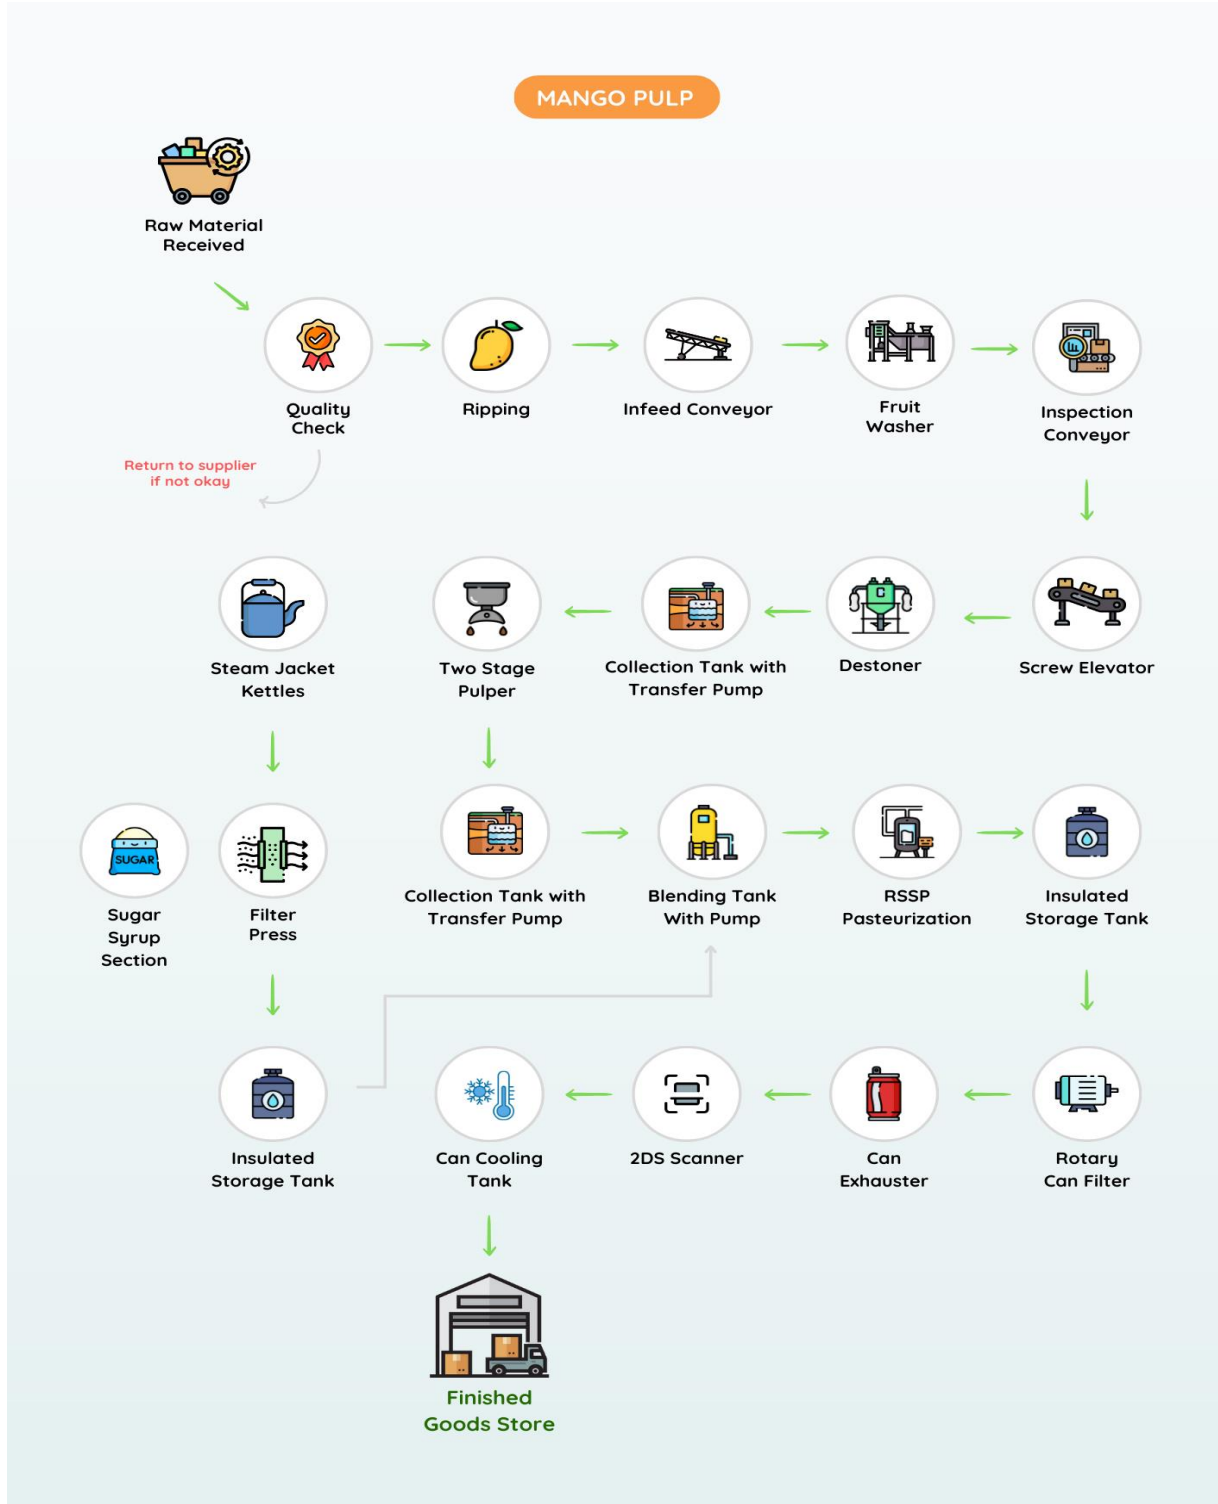 MANGO PULP
Raw Material
Received
Quality
Check
Ripping
Infeed Conveyor
Fruit
Washer
Inspection
Conveyor
Return to supplier
if not okay
Steam Jacket
Kettles
Two Stage
Pulper
Collection Tank with
Transfer Pump
Destoner
Screw Elevator
SUGAR
Sugar
Syrup
Section
Filter
Press
Collection Tank with
Transfer Pump
Blending Tank
With Pump
RSSP
Pasteurization
Insulated
Storage Tank
Insulated
Storage Tank
Can Cooling
Tank
2DS Scanner
Can
Exhauster
Rotary
Can Filter
Finished
Goods Store